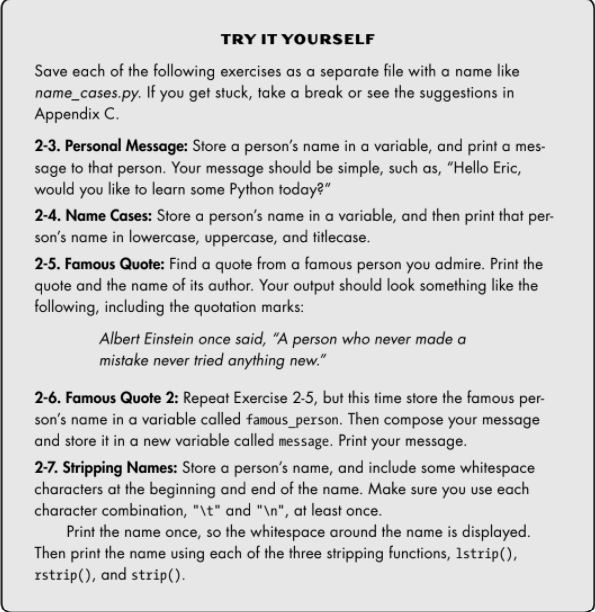 TRY IT YOURSELF
Save each of the following exercises as a separate file with a name like
name_cases.py. If you get stuck, take a break or see the suggestions in
Appendix C.
2-3. Personal Message: Store a person’s name in a variable, and print a mes-
sage to that person. Your message should be simple, such as, “Hello Eric,
would you like to learn some Python today?”
2-4. Name Cases: Store a person’s name in a variable, and then print that per-
son’s name in lowercase, uppercase, and titlecase.
2-5. Famous Quote: Find a quote from a famous person you admire. Print the
quote and the name of its author. Your output should look something like the
following, including the quotation marks:
Albert Einstein once said, “A person who never made a
mistake never tried anything new.”
2-6. Famous Quote 2: Repeat Exercise 2-5, but this time store the famous per-
son’s name in a variable called famous_person. Then compose your message
and store it in a new variable called message. Print your message.
2-7. Stripping Names: Store a person’s name, and include some whitespace
characters at the beginning and end of the name. Make sure you use each
character combination, "\t" and "\n", at least once.
Print the name once, so the whitespace around the name is displayed.
Then print the name using each of the three stripping functions, lstrip(),
rstrip(), and strip().